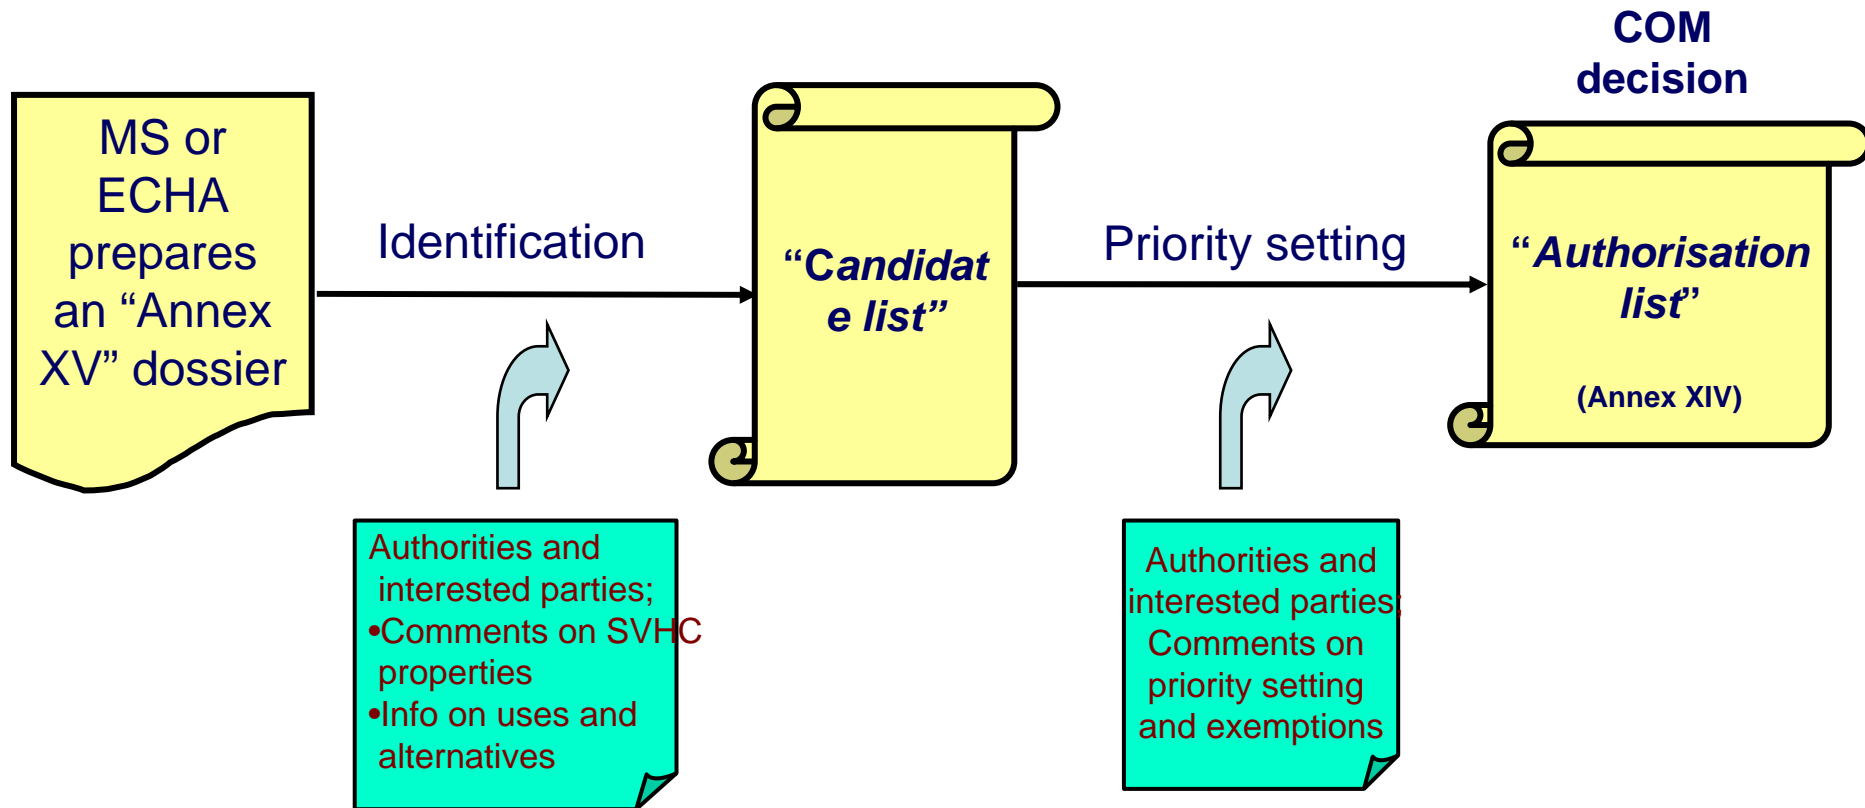 MS or
ECHA
prepares
an “Annex
XV” dossier
Identification
“Candidat
e list”
Priority setting
COM
decision
“Authorisation
list”
(Annex XIV)
Authorities and
interested parties;
•Comments on SVHC
properties
•Info on uses and
alternatives
Authorities and
interested parties;
Comments on
priority setting
and exemptions